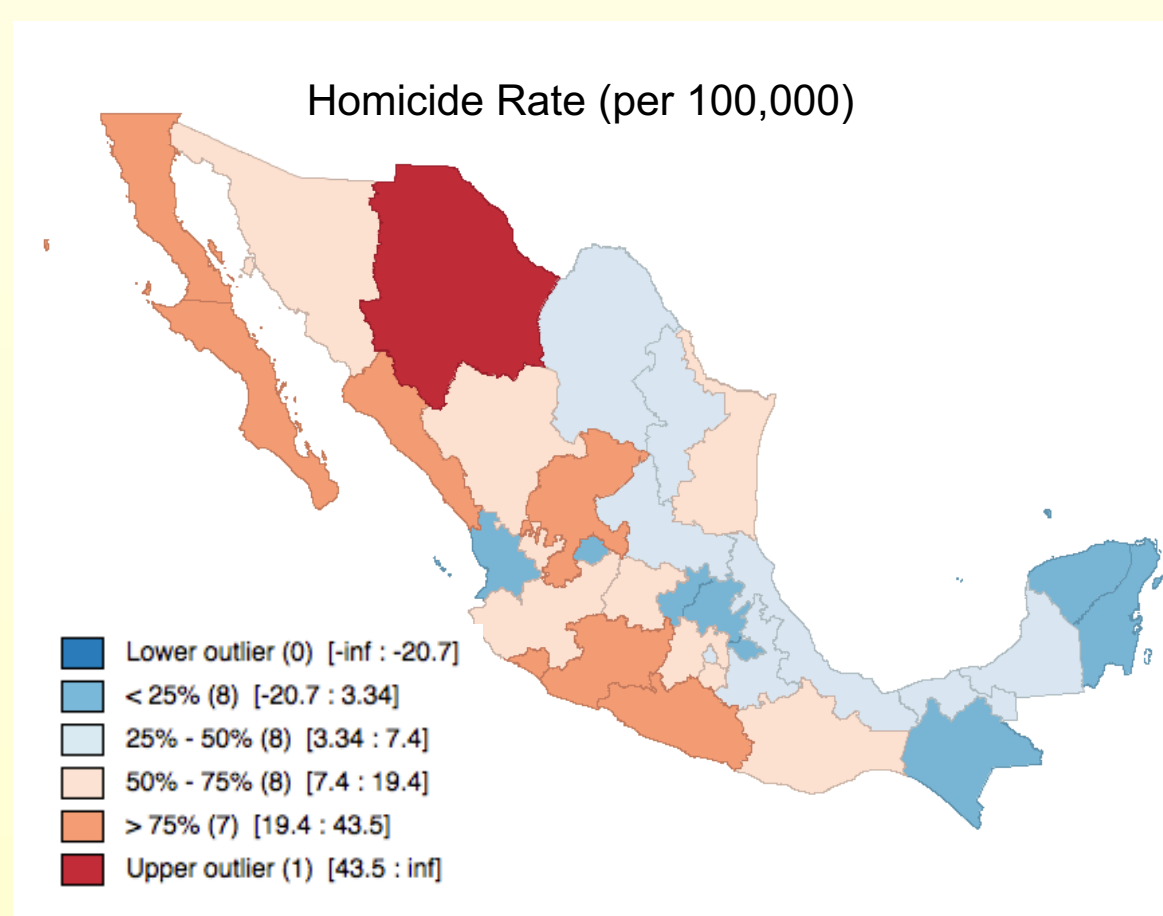 Homicide Rate (per 100,000)
Lower outlier (0) [-inf : -20.7]
< 25% (8) [-20.7 : 3.34]
25% - 50% (8) [3.34 : 7.4]
50% - 75% (8) [7.4 : 19.4]
> 75% (7) [19.4 : 43.5]
Upper outlier (1) [43.5 : inf]